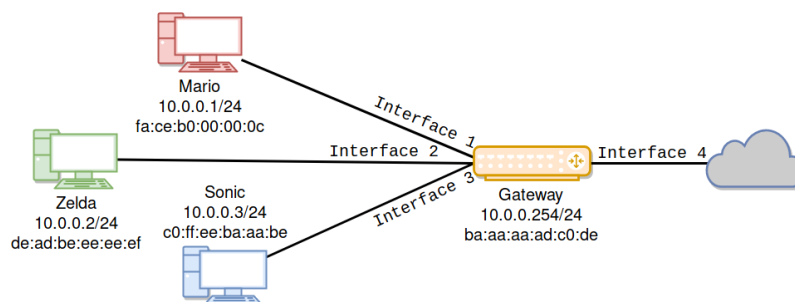 Mario
10.0.0.1/24
fa:ce:b0:00:00:0c
Interface 1
Interface 2
Interface 4
Zelda
10.0.0.2/24
de:ad:be:ee:ee:ef
Sonic
10.0.0.3/24
c0:ff:ee:ba:aa:be
Interface 3
Gateway
10.0.0.254/24
ba:aa:aa:ad:c0:de